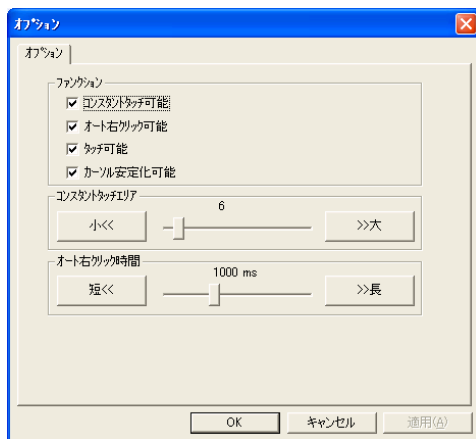 オプション
オプション
ファンクション
コンスタントタッチ可能
オート右クリック可能
タッチ可能
カーソル安定化可能
コンスタントタッチエリア
6
小<<
>>大
オート右クリック時間
1000 ms
短<<
>>長
OK
キャンセル
適用(A)